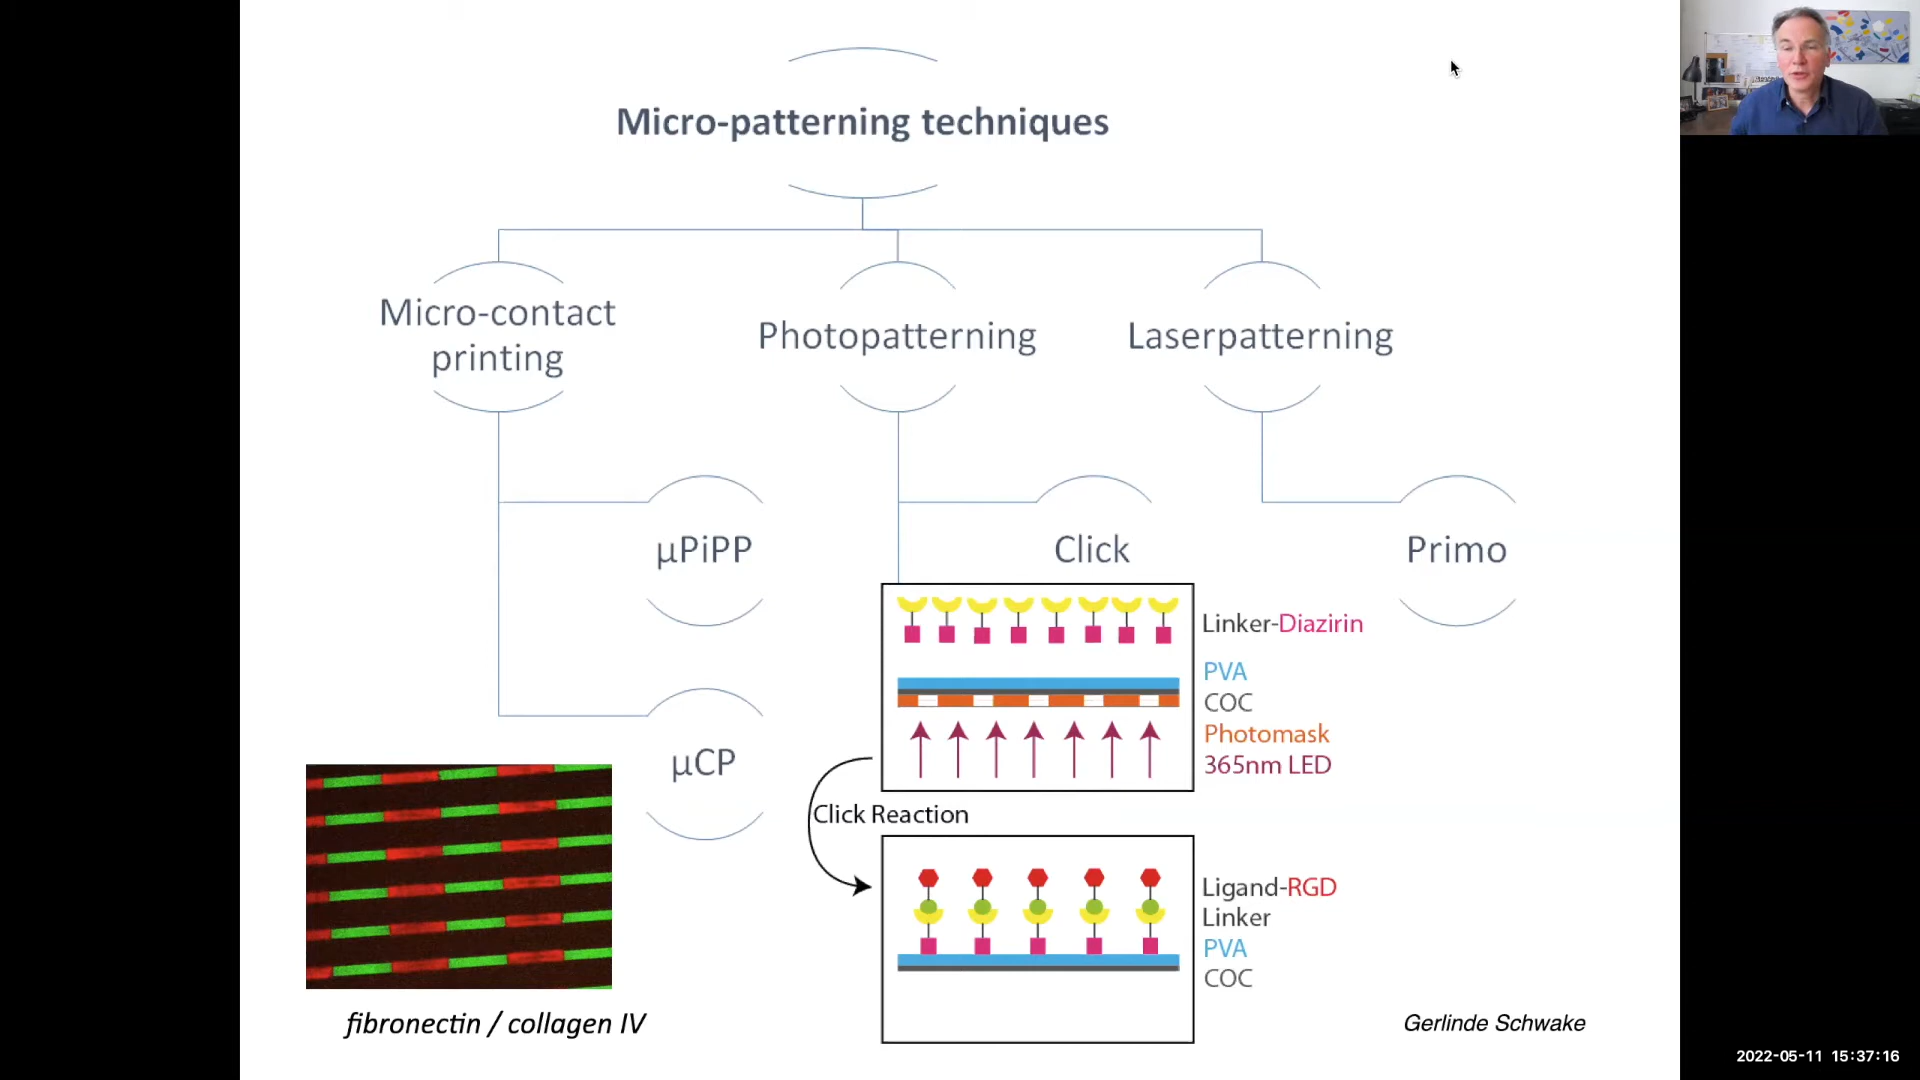 Micro-patterning techniques
Micro-contact
printing
Photopatterning
Laserpatterning
µPiPP
Click
Primo
Linker-Diazirin
PVA
COC
Photomask
365nm LED
µCP
Click Reaction
Ligand-RGD
Linker
PVA
COC
fibronectin / collagen IV
Gerlinde Schwake
2022-05-11 15:37:16